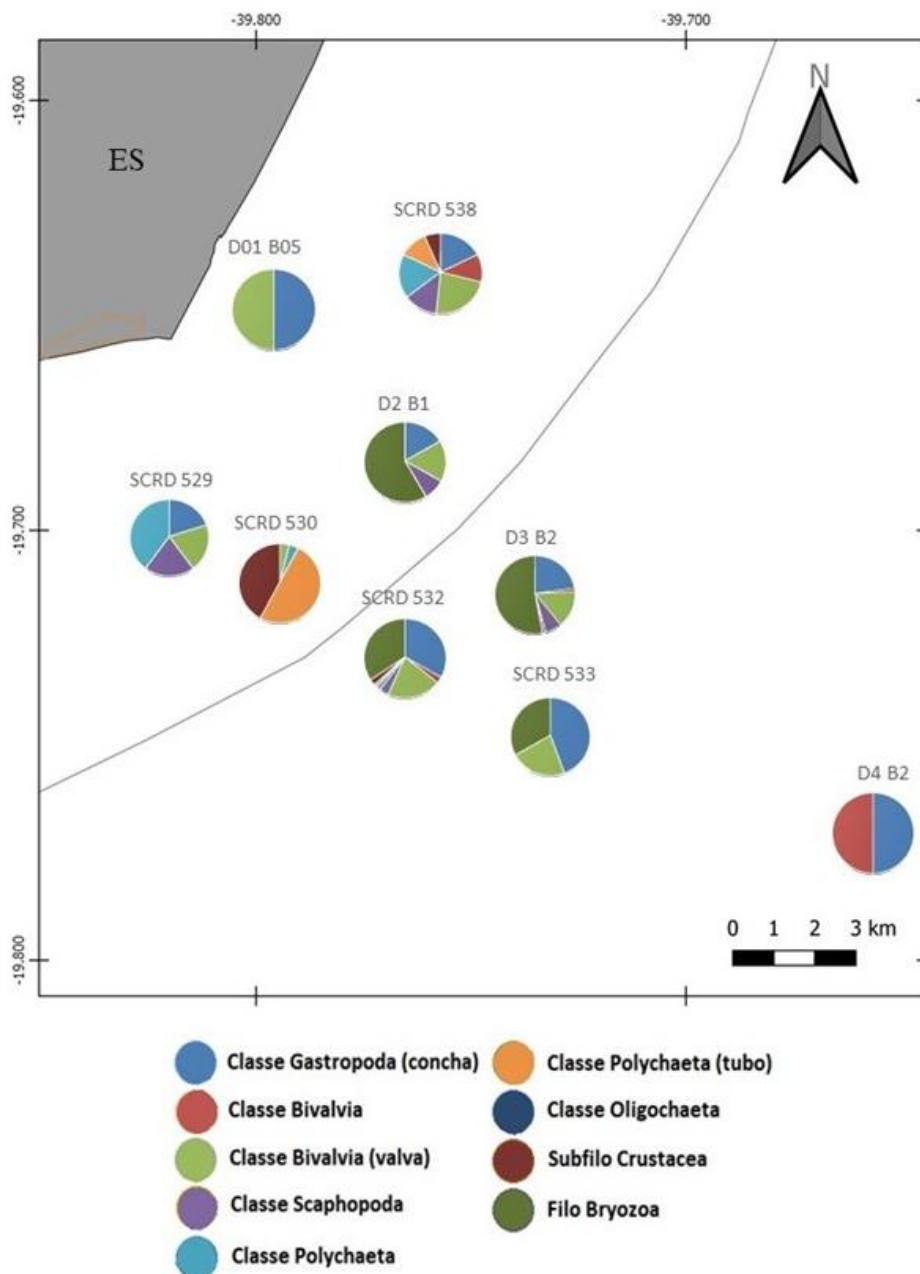 -39.800
-39.700
-19.600
N
ES
SCRD 538
D01 B05
D2 B1
SCRD 529
SCRD 530
-19.700
D3 B2
SCRD 532
SCRD 533
D4 B2
0 1 2 3 km
-19.800
Classe Gastropoda (concha)
Classe Polychaeta (tubo)
Classe Bivalvia
Classe Oligochaeta
Classe Bivalvia (valva)
Subfilo Crustacea
Classe Scaphopoda
Filo Bryozoa
Classe Polychaeta